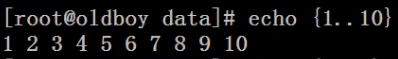 [root@oldboy data]# echo {1..10}
1 2 3 4 5 6 7 8 9 10